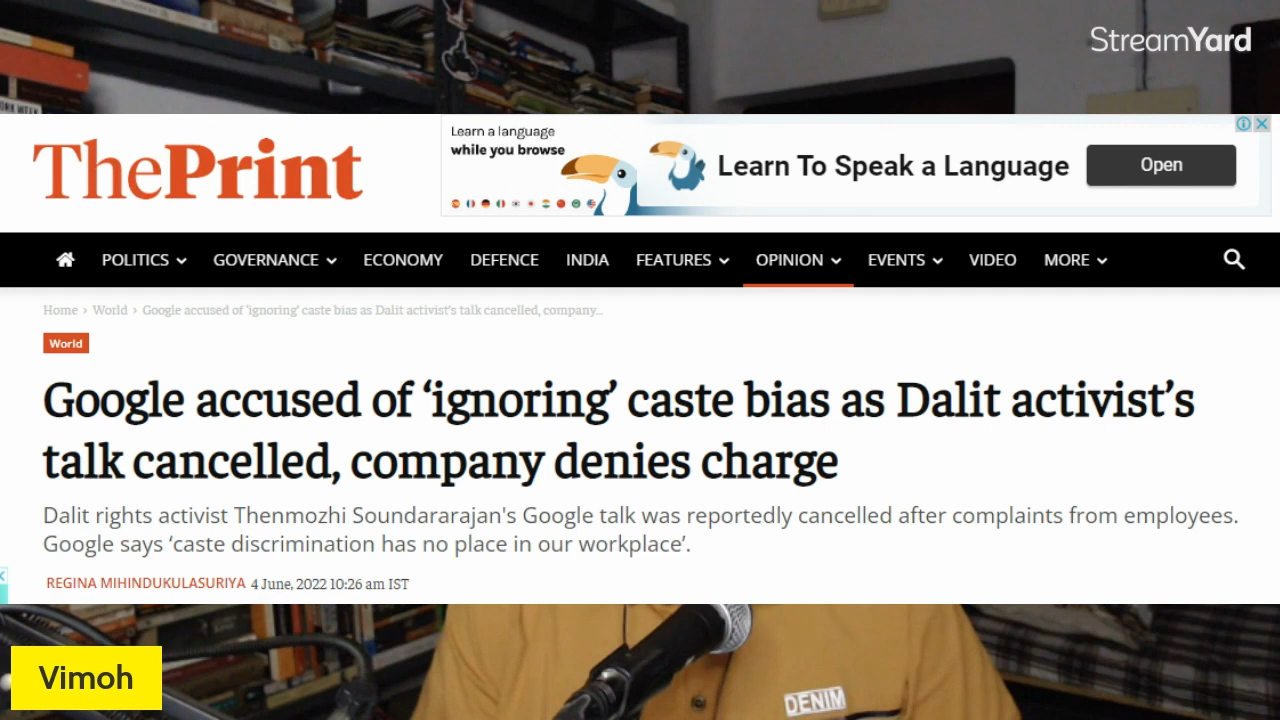 StreamYard
ThePrint
Learn a language
while you browse
Learn To Speak a Language
Open
POLITICS
GOVERNANCE
ECONOMY
DEFENCE
INDIA
FEATURES
OPINION
EVENTS
VIDEO
MORE
Home › World › Google accused of ‘ignoring’ caste bias as Dalit activist’s talk cancelled, company...
World
Google accused of ‘ignoring’ caste bias as Dalit activist’s
talk cancelled, company denies charge
Dalit rights activist Thenmozhi Soundararajan's Google talk was reportedly cancelled after complaints from employees.
Google says ‘caste discrimination has no place in our workplace’.
REGINA MIHINDUKULASURIYA 4 June, 2022 10:26 am IST
Vimoh
DENIM